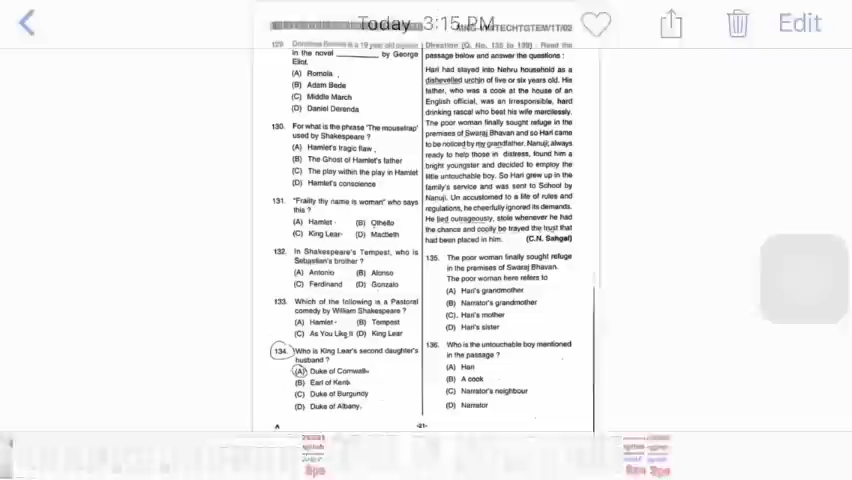 Today 3:15 PM
Edit
129. Dorothea Brooke is a 19 year old
in the novel ________ by George
Eliot.
(A) Romola
(B) Adam Bede
(C) Middle March
(D) Daniel Deronda
130. For what is the phrase 'The mousetrap'
used by Shakespeare ?
(A) Hamlet's tragic flaw
(B) The Ghost of Hamlet's father
(C) The play within the play in Hamlet
(D) Hamlet's conscience
131. "Frailty thy name is woman" who says
this ?
(A) Hamlet (B) Othello
(C) King Lear (D) Macbeth
132. In Shakespeare's Tempest, who is
Sebastian's brother ?
(A) Antonio (B) Alonso
(C) Ferdinand (D) Gonzalo
133. Which of the following is a Pastoral
comedy by William Shakespeare ?
(A) Hamlet (B) Tempest
(C) As You Like It (D) King Lear
134. Who is King Lear's second daughter's
husband ?
(A) Duke of Cornwall
(B) Earl of Kent
(C) Duke of Burgundy
(D) Duke of Albany
A
Direction (Q. No. 135 to 139) : Read the
passage below and answer the questions :
Hari had stayed into Nehru household as a
dishevelled urchin of five or six years old. His
father, who was a cook at the house of an
English official, was an irresponsible, hard
drinking rascal who beat his wife mercilessly.
The poor woman finally sought refuge in the
premises of Swaraj Bhavan and so Hari came
to be noticed by my grandfather. Nanuji; always
ready to help those in distress, found him a
bright youngster and decided to employ the
little untouchable boy. So Hari grew up in the
family's service and was sent to School by
Nanuji. Un accustomed to a life of rules and
regulations, he cheerfully ignored its demands.
He lied outrageously, stole whenever he had
the chance and coolly be trayed the trust that
had been placed in him. (C.N. Sahgal)
135. The poor woman finally sought refuge
in the premises of Swaraj Bhavan.
The poor woman here refers to
(A) Hari's grandmother
(B) Narrator's grandmother
(C) Hari's mother
(D) Hari's sister
136. Who is the untouchable boy mentioned
in the passage ?
(A) Hari
(B) A cook
(C) Narrator's neighbour
(D) Narrator
-21-